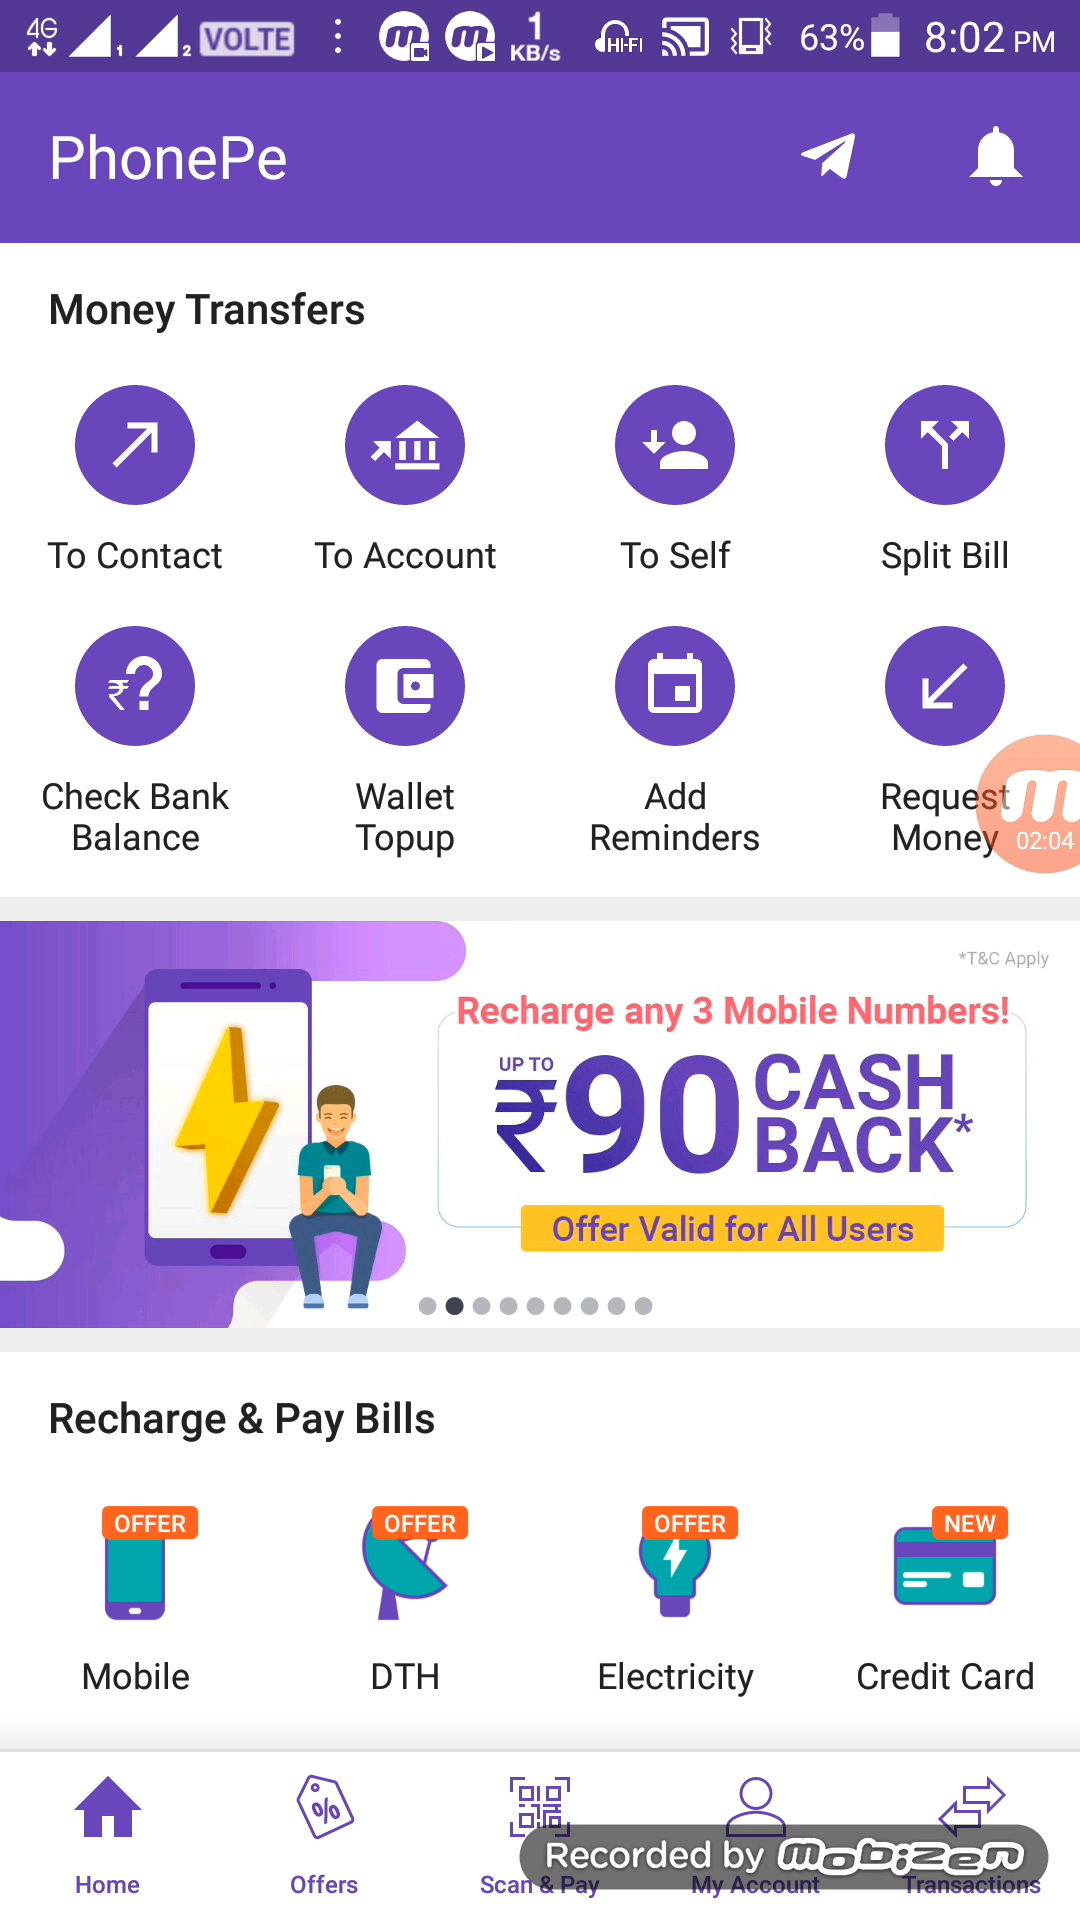 4G 1 2 VOLTE 1 KB/s HI-FI 63% 8:02 PM
PhonePe
Money Transfers
To Contact To Account To Self Split Bill
₹?
Check Bank Balance
Wallet Topup
Add Reminders
Request Money
m
02:04
*T&C Apply
Recharge any 3 Mobile Numbers!
UP TO
₹90 CASH BACK*
Offer Valid for All Users
Recharge & Pay Bills
OFFER OFFER OFFER NEW
Mobile DTH Electricity Credit Card
%
Recorded by mobizen
Home Offers Scan & Pay My Account Transactions